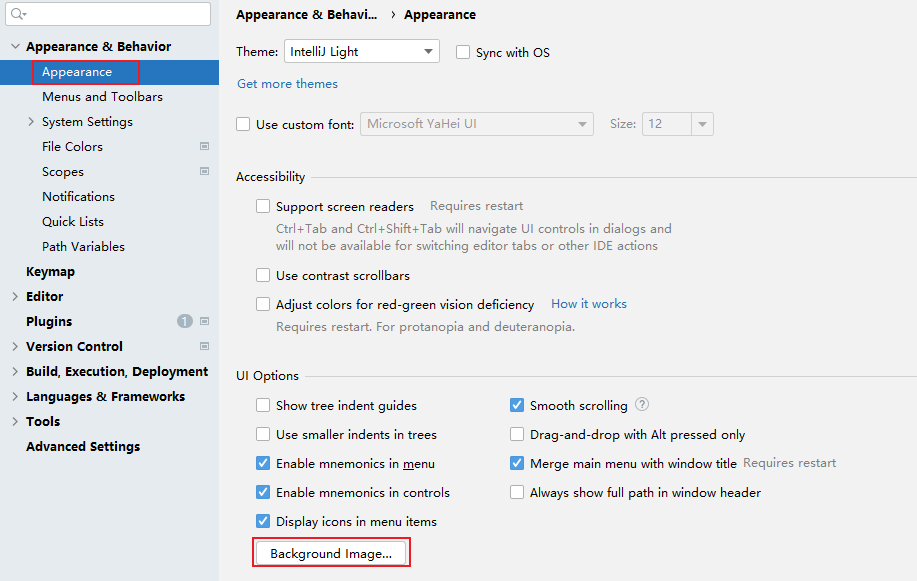 Appearance & Behavior
Appearance
Menus and Toolbars
System Settings
File Colors
Scopes
Notifications
Quick Lists
Path Variables
Keymap
Editor
Plugins 1
Version Control
Build, Execution, Deployment
Languages & Frameworks
Tools
Advanced Settings
Appearance & Behavi... › Appearance
Theme: IntelliJ Light Sync with OS
Get more themes
Use custom font: Microsoft YaHei UI Size: 12
Accessibility
Support screen readers Requires restart
Ctrl+Tab and Ctrl+Shift+Tab will navigate UI controls in dialogs and
will not be available for switching editor tabs or other IDE actions
Use contrast scrollbars
Adjust colors for red-green vision deficiency How it works
Requires restart. For protanopia and deuteranopia.
UI Options
Show tree indent guides Smooth scrolling ?
Use smaller indents in trees Drag-and-drop with Alt pressed only
Enable mnemonics in menu Merge main menu with window title Requires restart
Enable mnemonics in controls Always show full path in window header
Display icons in menu items
Background Image...